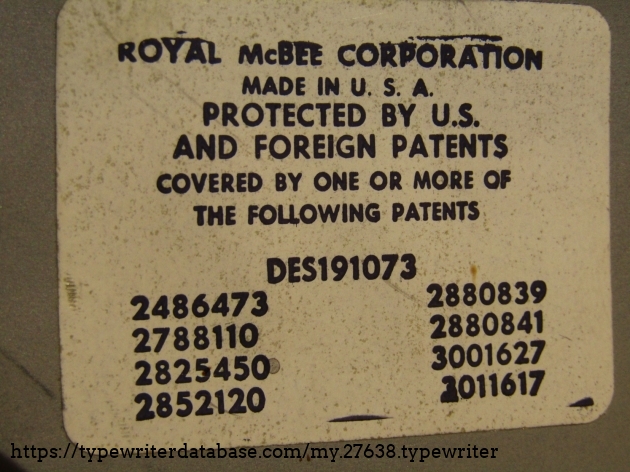 ROYAL McBEE CORPORATION
MADE IN U. S. A.
PROTECTED BY U.S.
AND FOREIGN PATENTS
COVERED BY ONE OR MORE OF
THE FOLLOWING PATENTS
DES191073
2486473
2788110
2825450
2852120
2880839
2880841
3001627
3011617
https://typewriterdatabase.com/my.27638.typewriter